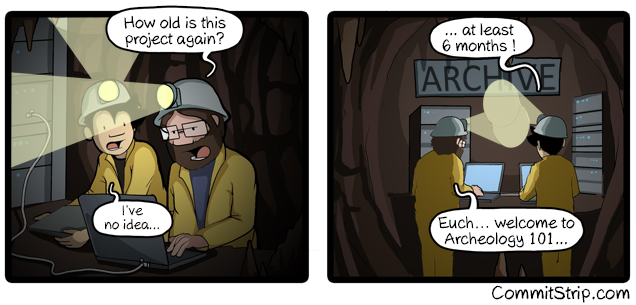 How old is this
project again?
I've
no idea...
... at least
6 months !
ARCHIVE
Euch... welcome to
Archeology 101...
CommitStrip.com